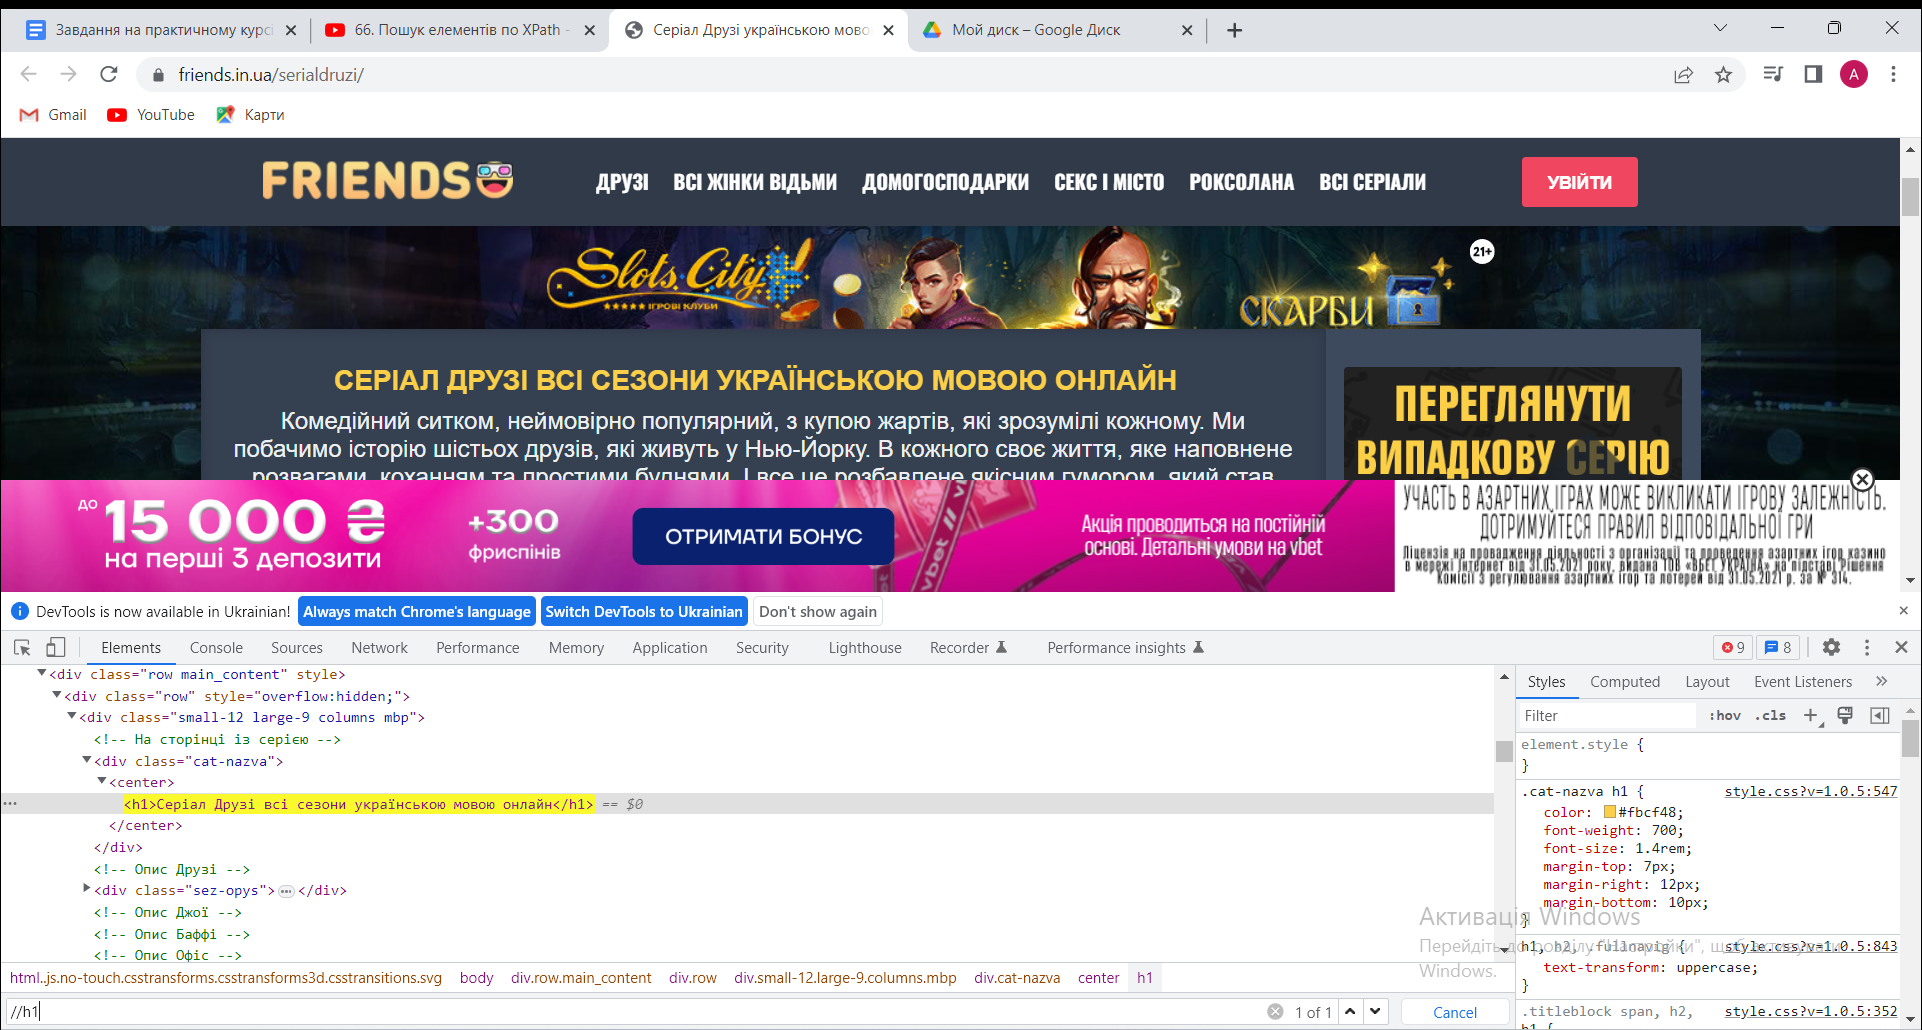 Завдання на практичному курсі
66. Пошук елементів по XPath -
Серіал Друзі українською мово
Мой диск – Google Диск
friends.in.ua/serialdruzi/
A
Gmail
YouTube
Карти
FRIENDS
ДРУЗІ
ВСІ ЖІНКИ ВІДЬМИ
ДОМОГОСПОДАРКИ
СЕКС І МІСТО
РОКСОЛАНА
ВСІ СЕРІАЛИ
УВІЙТИ
Slots City
ІГРОВІ КЛУБИ
СКАРБИ
21+
СЕРІАЛ ДРУЗІ ВСІ СЕЗОНИ УКРАЇНСЬКОЮ МОВОЮ ОНЛАЙН
Комедійний ситком, неймовірно популярний, з купою жартів, які зрозумілі кожному. Ми
побачимо історію шістьох друзів, які живуть у Нью-Йорку. В кожного своє життя, яке наповнене
розвагами, коханням та простими буднями. І все це розбавлене якісним гумором, який став
ПЕРЕГЛЯНУТИ
ВИПАДКОВУ СЕРІЮ
ДО 15 000 ₴
на перші 3 депозити
+300
фриспінів
ОТРИМАТИ БОНУС
vbet // vb
vbet
Акція проводиться на постійній
основі. Детальні умови на vbet
УЧАСТЬ В АЗАРТНИХ ІГРАХ МОЖЕ ВИКЛИКАТИ ІГРОВУ ЗАЛЕЖНІСТЬ.
ДОТРИМУЙТЕСЯ ПРАВИЛ ВІДПОВІДАЛЬНОЇ ГРИ
Ліцензія на провадження діяльності з організації та проведення азартних ігор казино
в мережі Інтернет від 31.05.2021 року, видана ТОВ «ВБЕТ УКРАЇНА» на підставі Рішення
Комісії з регулювання азартних ігор та лотерей від 31.05.2021 р. за № 314.
DevTools is now available in Ukrainian!
Always match Chrome's language
Switch DevTools to Ukrainian
Don't show again
Elements
Console
Sources
Network
Performance
Memory
Application
Security
Lighthouse
Recorder
Performance insights
9
8
<div class="row main_content" style>
<div class="row" style="overflow:hidden;">
<div class="small-12 large-9 columns mbp">
<!-- На сторінці із серією -->
<div class="cat-nazva">
<center>
<h1>Серіал Друзі всі сезони українською мовою онлайн</h1> == $0
</center>
</div>
<!-- Опис Друзі -->
<div class="sez-opys">…</div>
<!-- Опис Джої -->
<!-- Опис Баффі -->
<!-- Опис Офіс -->
html..js.no-touch.csstransforms.csstransforms3d.csstransitions.svg
body
div.row.main_content
div.row
div.small-12.large-9.columns.mbp
div.cat-nazva
center
h1
//h1
1 of 1
Cancel
Styles
Computed
Layout
Event Listeners
Filter
:hov
.cls
element.style {
}
.cat-nazva h1 {
style.css?v=1.0.5:547
color: #fbcf48;
font-weight: 700;
font-size: 1.4rem;
margin-top: 7px;
margin-right: 12px;
margin-bottom: 10px;
}
h1, h2, .fullnavig {
style.css?v=1.0.5:843
text-transform: uppercase;
}
.titleblock span, h2,
style.css?v=1.0.5:352
h1 {
Активація Windows
Перейдіть до розділу "Настройки", щоб активувати
Windows.